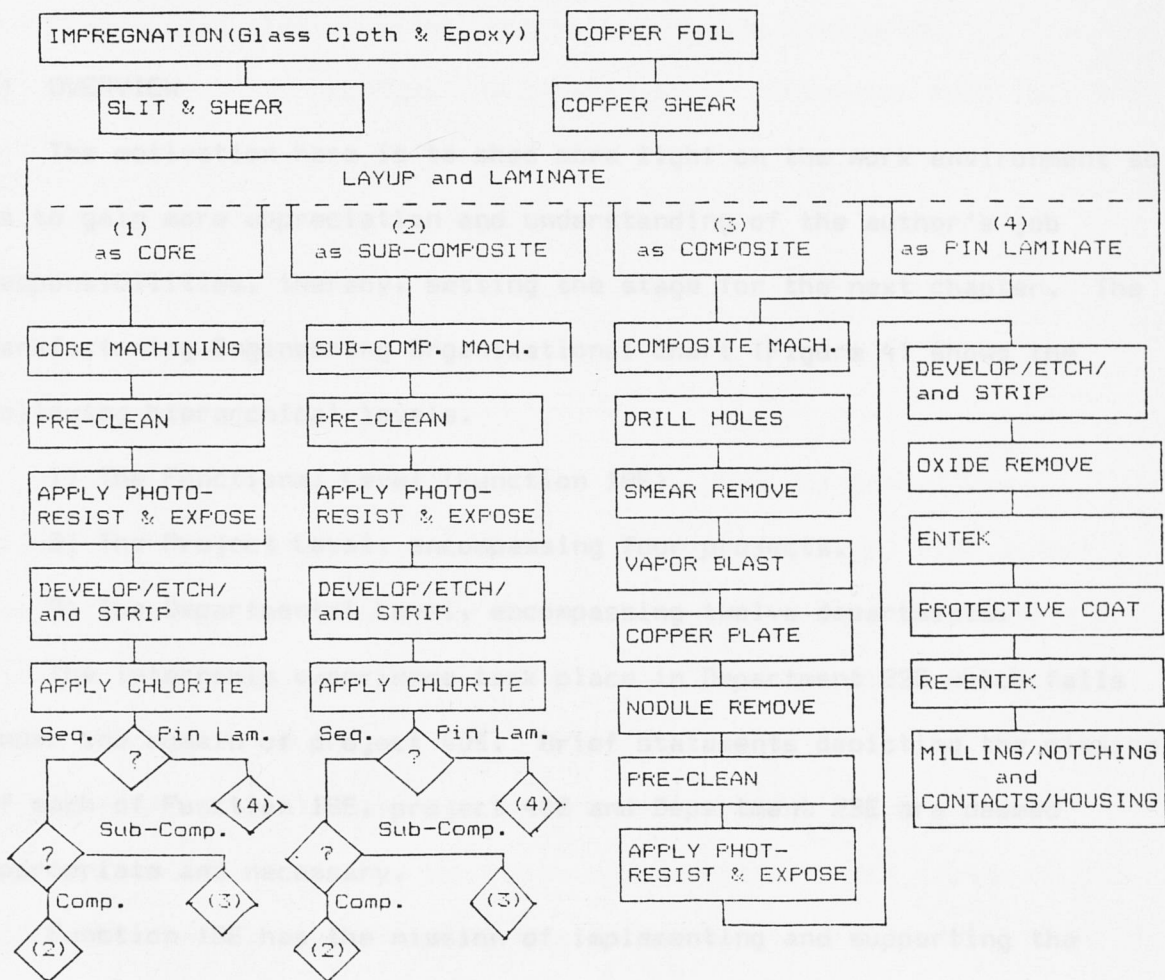 IMPREGNATION(Glass Cloth & Epoxy)
COPPER FOIL
SLIT & SHEAR
COPPER SHEAR
LAYUP and LAMINATE
(1)
as CORE
(2)
as SUB-COMPOSITE
(3)
as COMPOSITE
(4)
as PIN LAMINATE
CORE MACHINING
PRE-CLEAN
APPLY PHOTO-
RESIST & EXPOSE
DEVELOP/ETCH/
and STRIP
APPLY CHLORITE
Seq. Pin Lam.
?
(4)
Sub-Comp.
?
Comp.
(3)
(2)
SUB-COMP. MACH.
PRE-CLEAN
APPLY PHOTO-
RESIST & EXPOSE
DEVELOP/ETCH/
and STRIP
APPLY CHLORITE
Seq. Pin Lam.
?
(4)
Sub-Comp.
?
Comp.
(3)
(2)
COMPOSITE MACH.
DRILL HOLES
SMEAR REMOVE
VAPOR BLAST
COPPER PLATE
NODULE REMOVE
PRE-CLEAN
APPLY PHOT-
RESIST & EXPOSE
DEVELOP/ETCH/
and STRIP
OXIDE REMOVE
ENTEK
PROTECTIVE COAT
RE-ENTEK
MILLING/NOTCHING
and
CONTACTS/HOUSING